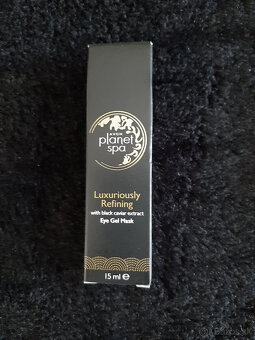 AVON
planet
spa
Luxuriously
Refining
with black caviar extract
Eye Gel Mask
15 ml e